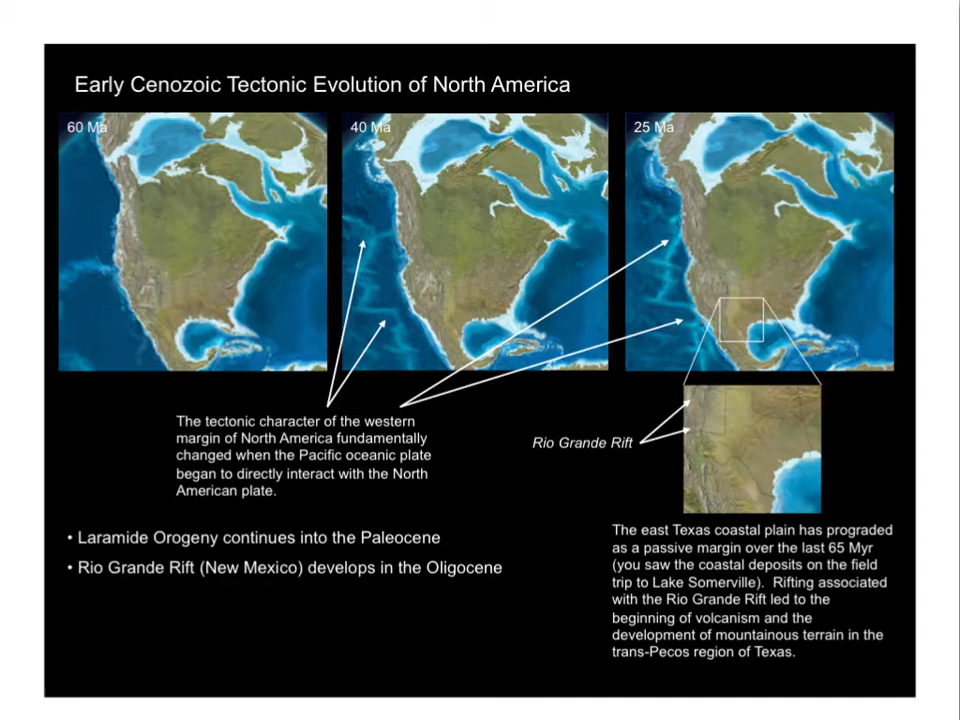 Early Cenozoic Tectonic Evolution of North America
60 Ma
40 Ma
25 Ma
The tectonic character of the western
margin of North America fundamentally
changed when the Pacific oceanic plate
began to directly interact with the North
American plate.
Rio Grande Rift
• Laramide Orogeny continues into the Paleocene
• Rio Grande Rift (New Mexico) develops in the Oligocene
The east Texas coastal plain has prograded
as a passive margin over the last 65 Myr
(you saw the coastal deposits on the field
trip to Lake Somerville).  Rifting associated
with the Rio Grande Rift led to the
beginning of volcanism and the
development of mountainous terrain in the
trans-Pecos region of Texas.